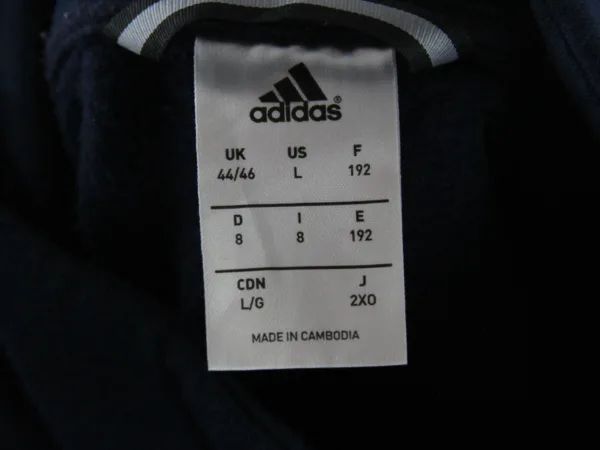 adidas®
UK US F
44/46 L 192
D I E
8 8 192
CDN J
L/G 2XO
MADE IN CAMBODIA